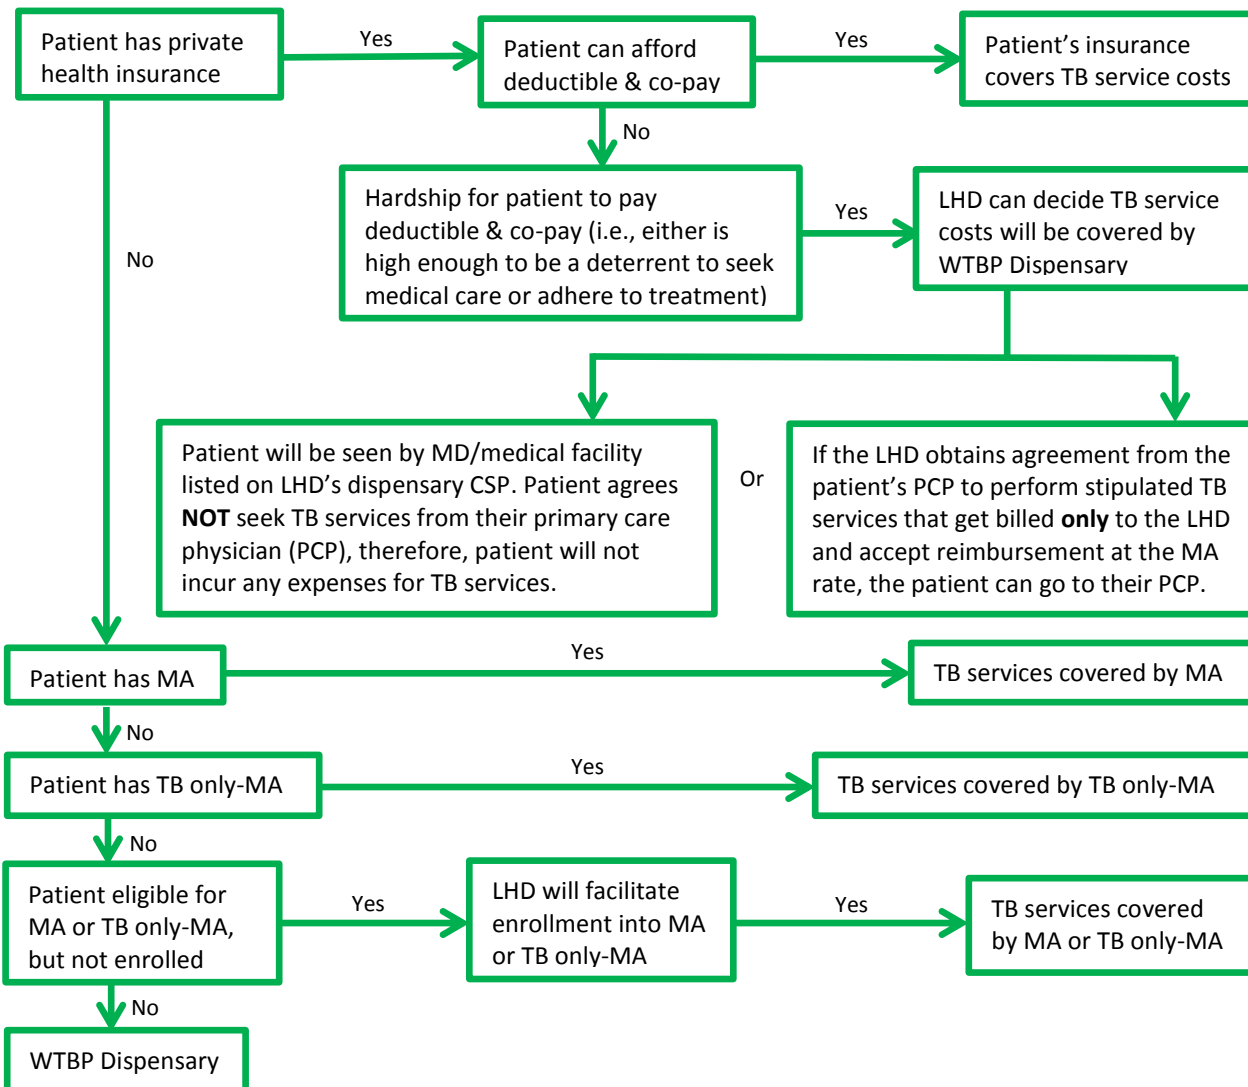 Patient has private
health insurance
Yes
Patient can afford
deductible & co-pay
Yes
Patient's insurance
covers TB service costs
No
Hardship for patient to pay
deductible & co-pay (i.e., either is
high enough to be a deterrent to seek
medical care or adhere to treatment)
Yes
LHD can decide TB service
costs will be covered by
WTBP Dispensary
No
Patient will be seen by MD/medical facility
listed on LHD's dispensary CSP. Patient agrees
NOT seek TB services from their primary care
physician (PCP), therefore, patient will not
incur any expenses for TB services.
Or
If the LHD obtains agreement from the
patient's PCP to perform stipulated TB
services that get billed only to the LHD
and accept reimbursement at the MA
rate, the patient can go to their PCP.
Patient has MA
Yes
TB services covered by MA
No
Patient has TB only-MA
Yes
TB services covered by TB only-MA
No
Patient eligible for
MA or TB only-MA,
but not enrolled
Yes
LHD will facilitate
enrollment into MA
or TB only-MA
Yes
TB services covered
by MA or TB only-MA
No
WTBP Dispensary